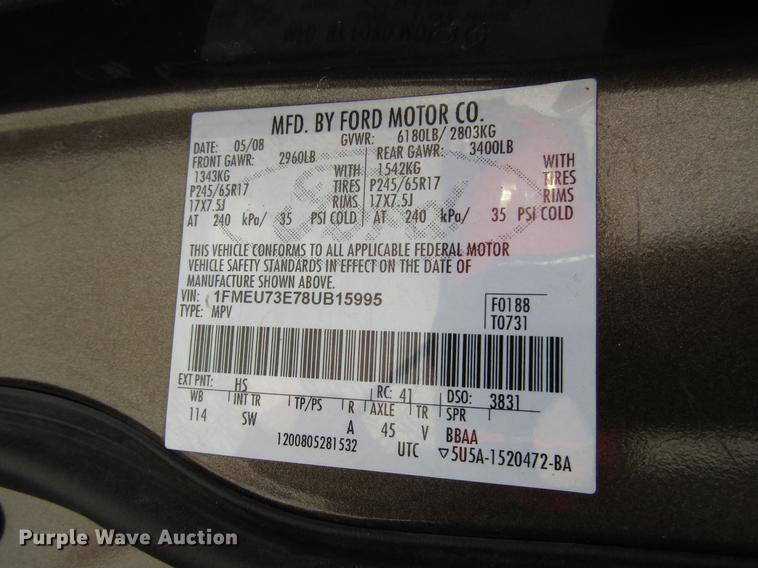 MFD. BY FORD MOTOR CO.
DATE: 05/08 GVWR: 6180LB/ 2803KG
FRONT GAWR: 2960LB REAR GAWR: 3400LB
1343KG WITH 1542KG WITH
P245/65R17 TIRES P245/65R17 TIRES
17X7.5J RIMS 17X7.5J RIMS
AT 240 kPa/ 35 PSI COLD AT 240 kPa/ 35 PSI COLD
Ford
THIS VEHICLE CONFORMS TO ALL APPLICABLE FEDERAL MOTOR
VEHICLE SAFETY STANDARDS IN EFFECT ON THE DATE OF
MANUFACTURE SHOWN ABOVE.
VIN: 1FMEU73E78UB15995 F0188
TYPE: MPV T0731
EXT PNT: HS RC: 41 DSO: 3831
WB INT TR TP/PS R AXLE TR SPR
114 SW A 45 V BBAA
1200805281532 UTC ▽5U5A-1520472-BA
Purple Wave Auction